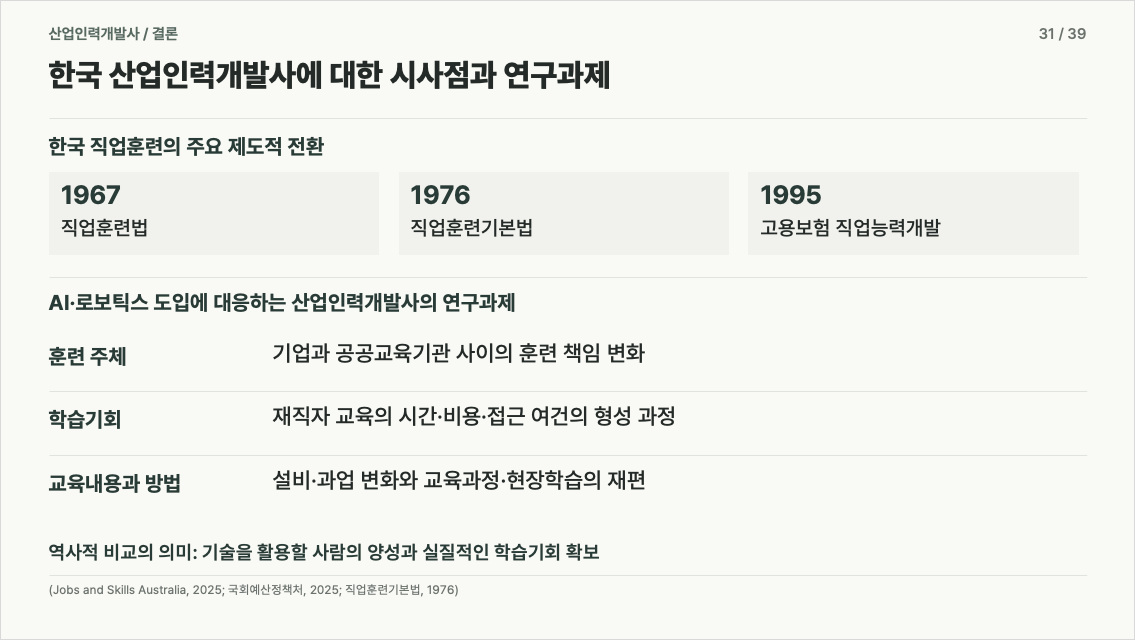 산업인력개발사 / 결론
31 / 39
한국 산업인력개발사에 대한 시사점과 연구과제
한국 직업훈련의 주요 제도적 전환
1967
직업훈련법
1976
직업훈련기본법
1995
고용보험 직업능력개발
AI·로보틱스 도입에 대응하는 산업인력개발사의 연구과제
훈련 주체
기업과 공공교육기관 사이의 훈련 책임 변화
학습기회
재직자 교육의 시간·비용·접근 여건의 형성 과정
교육내용과 방법
설비·과업 변화와 교육과정·현장학습의 재편
역사적 비교의 의미: 기술을 활용할 사람의 양성과 실질적인 학습기회 확보
(Jobs and Skills Australia, 2025; 국회예산정책처, 2025; 직업훈련기본법, 1976)